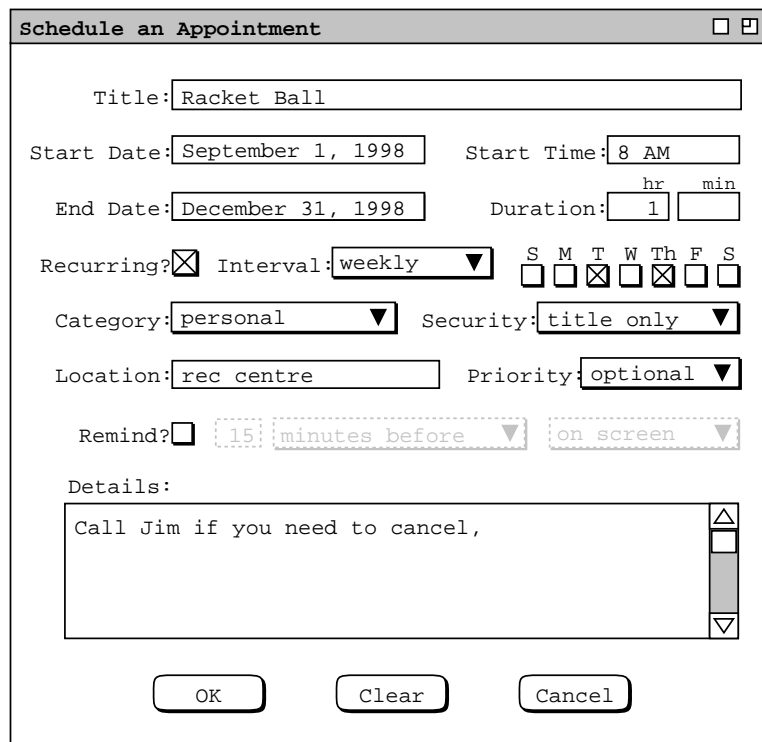 Schedule an Appointment
Title: Racket Ball
Start Date: September 1, 1998 Start Time: 8 AM
hr min
End Date: December 31, 1998 Duration: 1
S M T W Th F S
Recurring? Interval: weekly
Category: personal Security: title only
Location: rec centre Priority: optional
Remind? 15 minutes before on screen
Details:
Call Jim if you need to cancel,
OK Clear Cancel